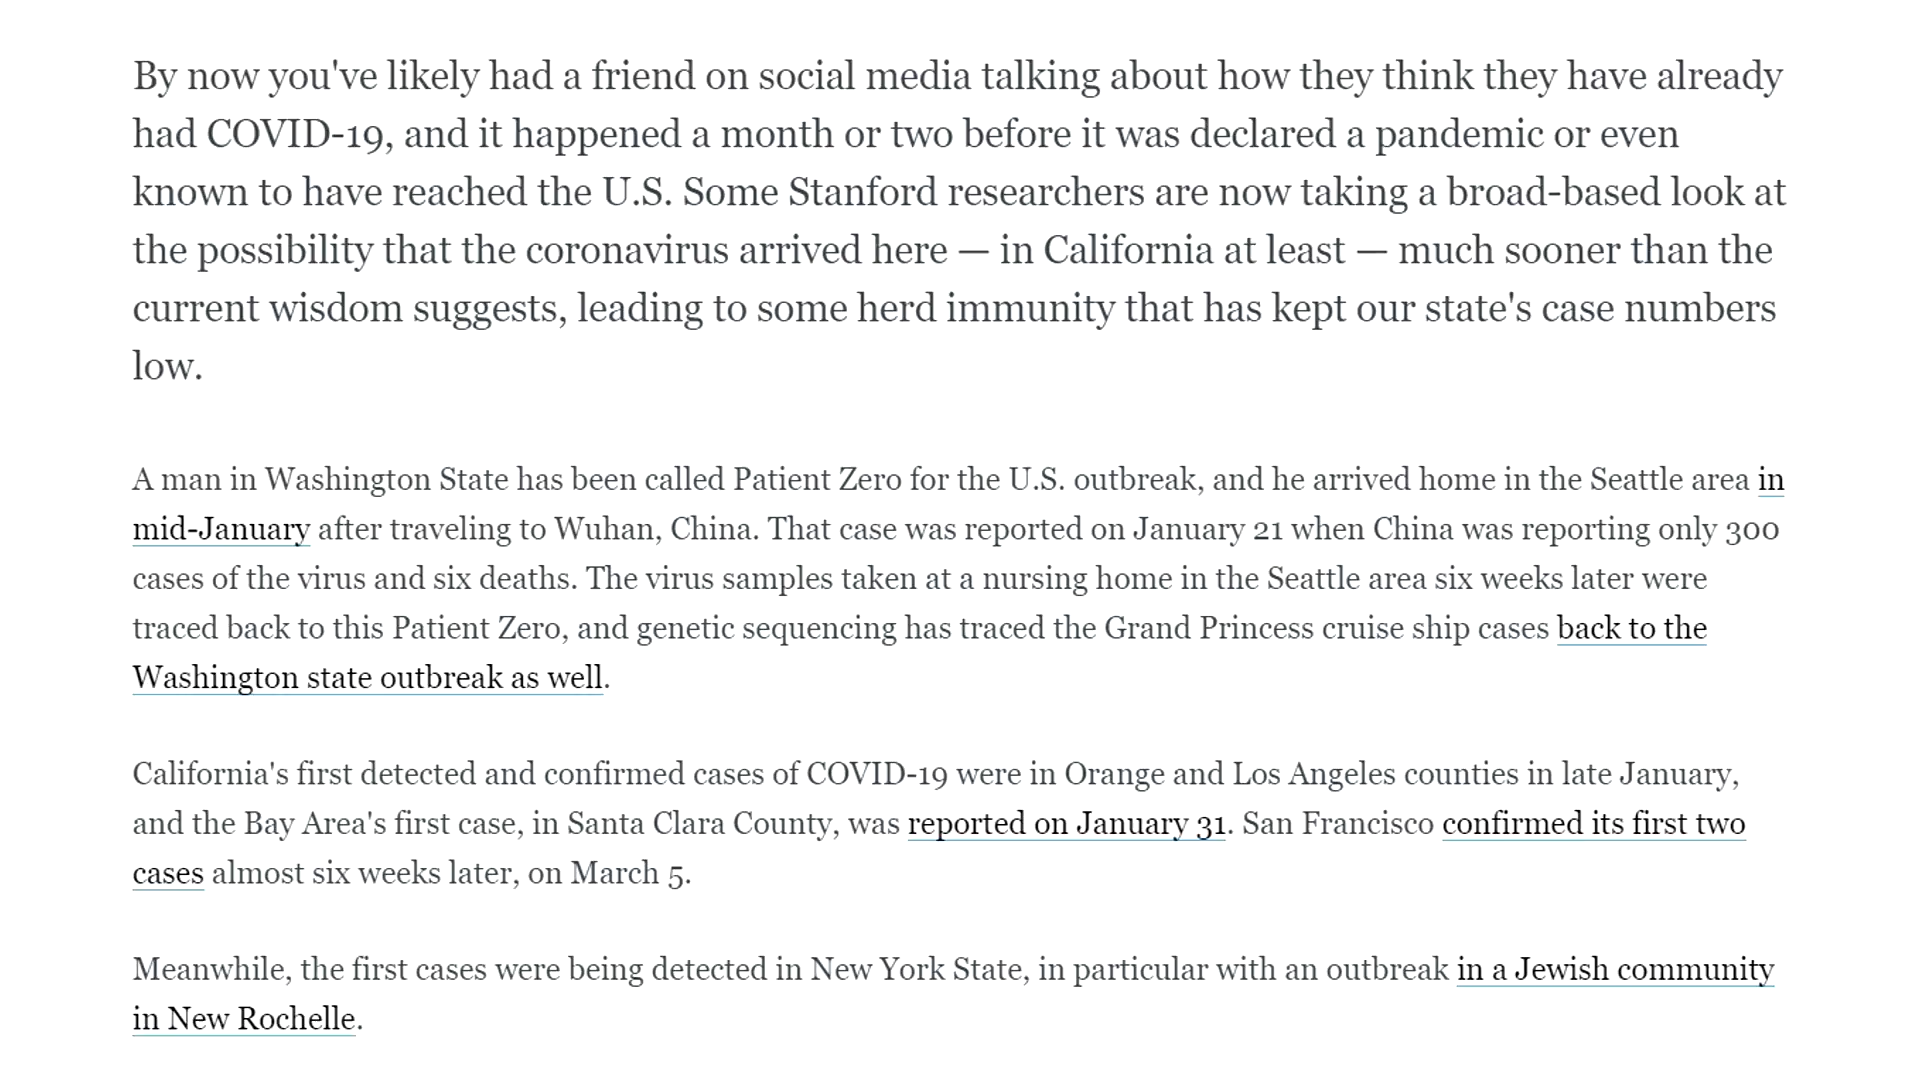 By now you've likely had a friend on social media talking about how they think they have already
had COVID-19, and it happened a month or two before it was declared a pandemic or even
known to have reached the U.S. Some Stanford researchers are now taking a broad-based look at
the possibility that the coronavirus arrived here — in California at least — much sooner than the
current wisdom suggests, leading to some herd immunity that has kept our state's case numbers
low.
A man in Washington State has been called Patient Zero for the U.S. outbreak, and he arrived home in the Seattle area in
mid-January after traveling to Wuhan, China. That case was reported on January 21 when China was reporting only 300
cases of the virus and six deaths. The virus samples taken at a nursing home in the Seattle area six weeks later were
traced back to this Patient Zero, and genetic sequencing has traced the Grand Princess cruise ship cases back to the
Washington state outbreak as well.
California's first detected and confirmed cases of COVID-19 were in Orange and Los Angeles counties in late January,
and the Bay Area's first case, in Santa Clara County, was reported on January 31. San Francisco confirmed its first two
cases almost six weeks later, on March 5.
Meanwhile, the first cases were being detected in New York State, in particular with an outbreak in a Jewish community
in New Rochelle.